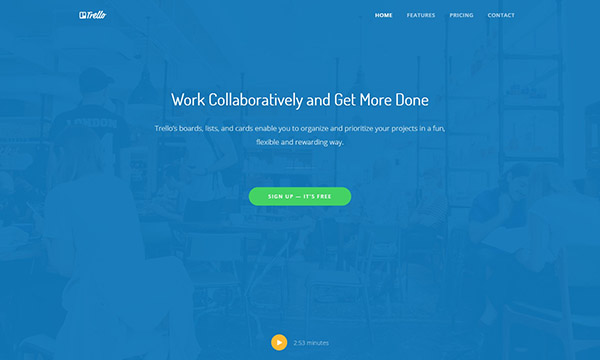 Trello
HOME FEATURES PRICING CONTACT
Work Collaboratively and Get More Done
Trello's boards, lists, and cards enable you to organize and prioritize your projects in a fun,
flexible and rewarding way.
SIGN UP — IT'S FREE
2:53 minutes